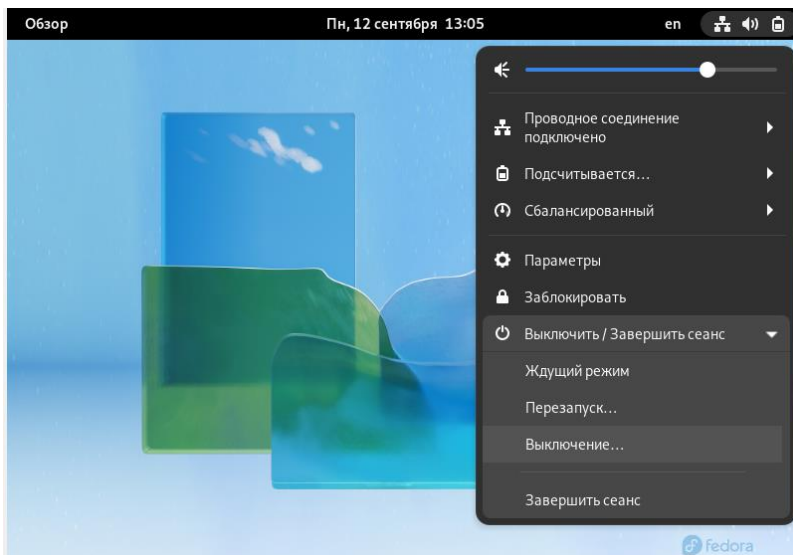 Обзор Пн, 12 сентября 13:05 en
Проводное соединение
подключено
Подсчитывается...
Сбалансированный
Параметры
Заблокировать
Выключить / Завершить сеанс
Ждущий режим
Перезапуск...
Выключение...
Завершить сеанс
fedora